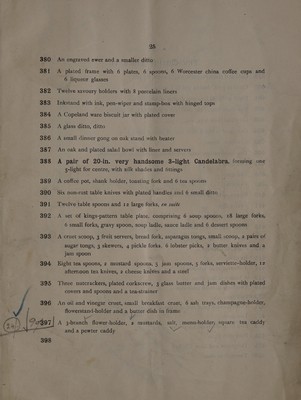 25
380 An engraved ewer and a smaller ditto
381 A plated frame with 6 plates, 6 spoons, 6 Worcester china coffee cups and
6 liqueur glasses
382 Twelve savoury holders with 8 porcelain liners
383 Inkstand with ink, pen-wiper and stamp-box with hinged tops
384 A Copeland ware biscuit jar with plated cover
385 A glass ditto, ditto
386 A small dinner gong on oak stand with beater
387 An oak and plated salad bowl with liner and servers
388 A pair of 20-in. very handsome 3-light Candelabra, forming one
5-light for centre, with silk shades and fittings
389 A coffee pot, shank holder, toasting fork and 6 tea spoons
390 Six non-rust table knives with plated handles and 6 small ditto
391 Twelve table spoons and 12 large forks, en suite
392 A set of kings-pattern table plate, comprising 6 soup spoons, 18 large forks,
6 small forks, gravy spoon, soup ladle, sauce ladle and 6 dessert spoons
393 A crust scoop, 3 fruit servers, bread fork, asparagus tongs, small scoop, 2 pairs of
sugar tongs, 3 skewers, 4 pickle forks, 6 lobster picks, 2 butter knives and a
jam spoon
394 Eight tea spoons, 2 mustard spoons, 3 jam spoons, 5 forks, serviette-holder, 12
afternoon tea knives, 2 cheese knives and a steel
395 Three nutcrackers, plated corkscrew, 3 glass butter and jam dishes with plated
covers and spoons and a tea-strainer
396 An oil and vinegar cruet, small breakfast cruet, 6 ash trays, champagne-holder,
flowerstand-holder and a butter dish in frame
397 A 3-branch flower-holder, 2 mustards, salt, menu-holder, square tea caddy
and a pewter caddy
398